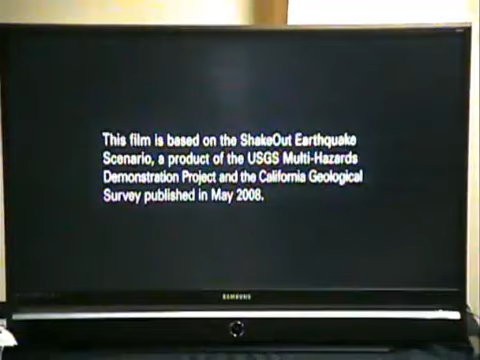 This film is based on the ShakeOut Earthquake
Scenario, a product of the USGS Multi-Hazards
Demonstration Project and the California Geological
Survey published in May 2008.
SAMSUNG